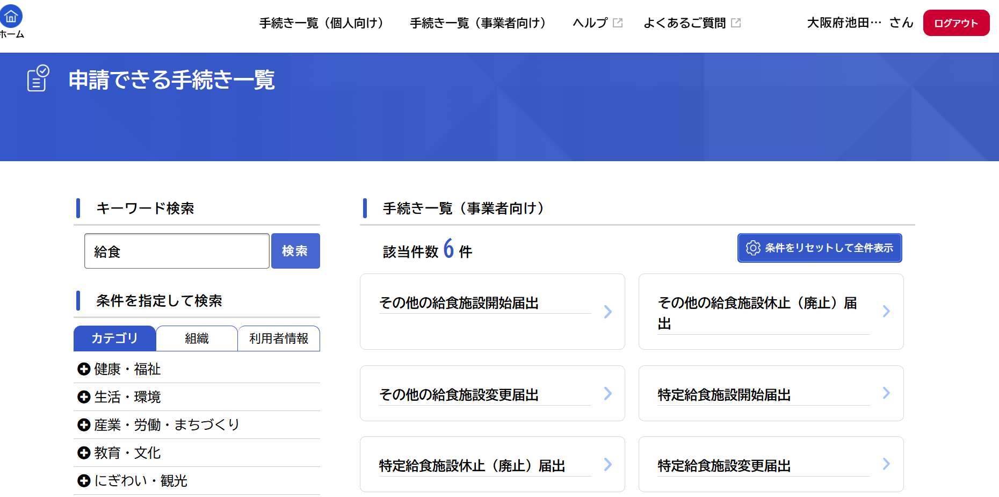 ホーム
手続き一覧（個人向け）
手続き一覧（事業者向け）
ヘルプ
よくあるご質問
大阪府池田… さん
ログアウト
申請できる手続き一覧
キーワード検索
給食
検索
条件を指定して検索
カテゴリ
組織
利用者情報
健康・福祉
生活・環境
産業・労働・まちづくり
教育・文化
にぎわい・観光
手続き一覧（事業者向け）
該当件数 6 件
条件をリセットして全件表示
その他の給食施設開始届出
その他の給食施設休止（廃止）届
出
その他の給食施設変更届出
特定給食施設開始届出
特定給食施設休止（廃止）届出
特定給食施設変更届出